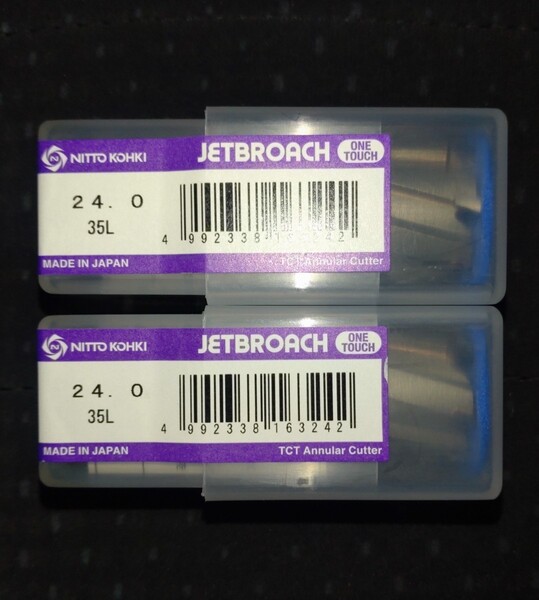 NITTO KOHKI JETBROACH ONE TOUCH
24.0
35L
4 992338 163242
MADE IN JAPAN TCT Annular Cutter
NITTO KOHKI JETBROACH ONE TOUCH
24.0
35L
4 992338 163242
MADE IN JAPAN TCT Annular Cutter